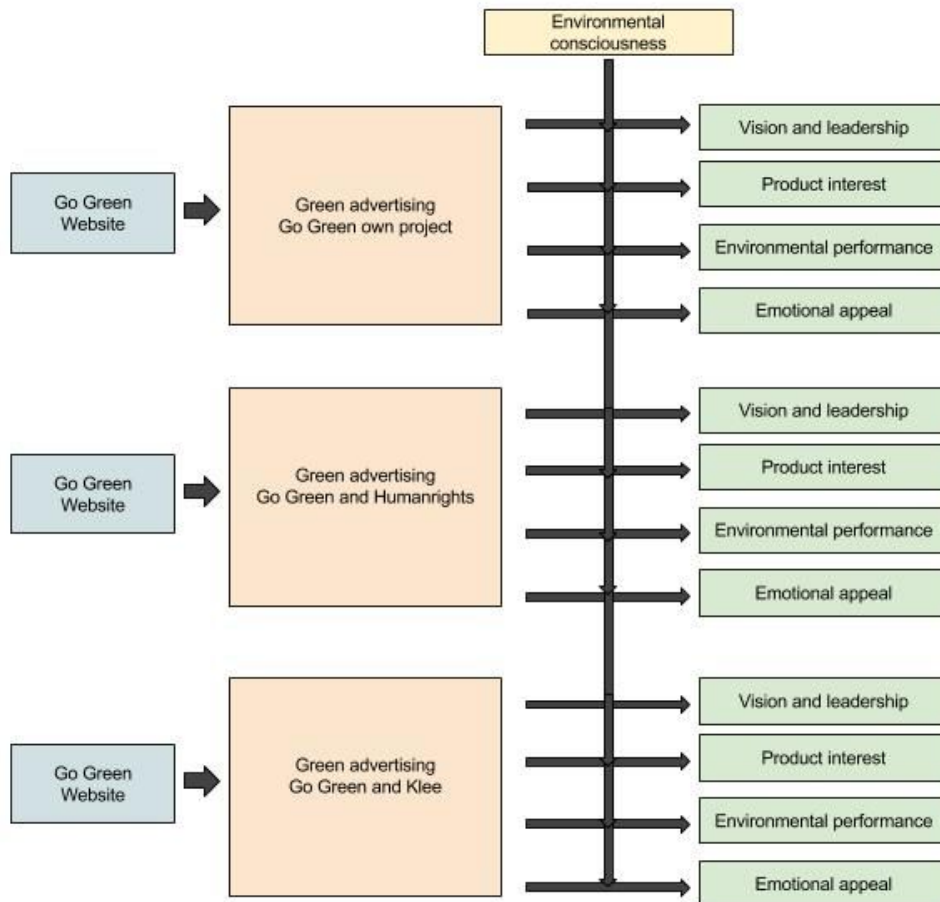 Environmental
consciousness
Vision and leadership
Go Green
Website
Green advertising
Go Green own project
Product interest
Environmental performance
Emotional appeal
Vision and leadership
Go Green
Website
Green advertising
Go Green and Humanrights
Product interest
Environmental performance
Emotional appeal
Vision and leadership
Go Green
Website
Green advertising
Go Green and Klee
Product interest
Environmental performance
Emotional appeal